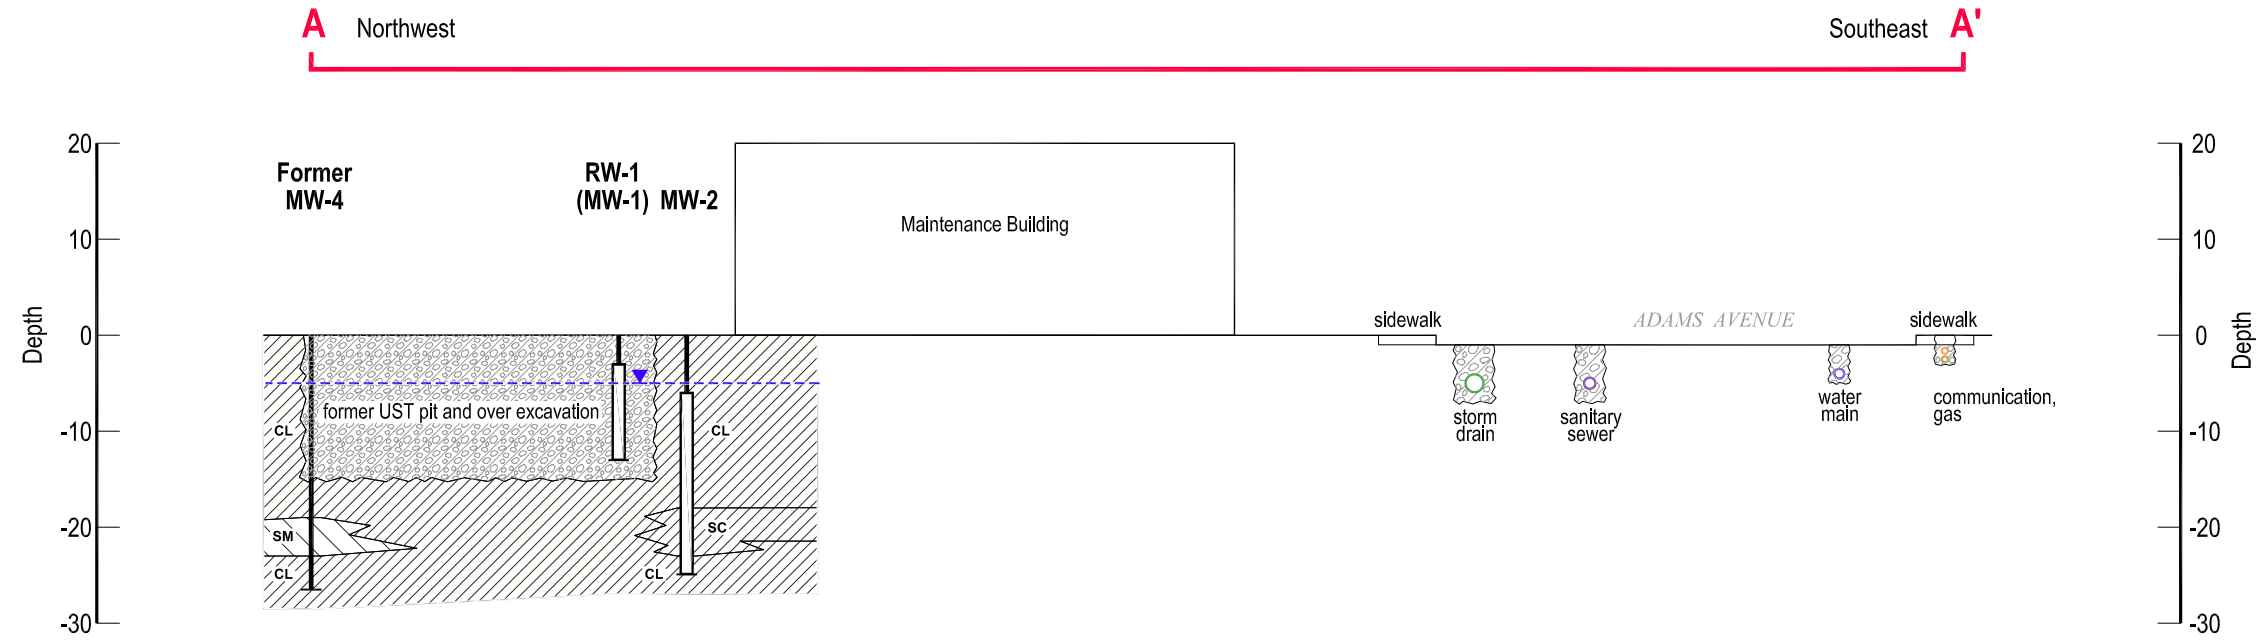 A Northwest Southeast A'
20 20
Former RW-1
MW-4 (MW-1) MW-2
Maintenance Building
10 10
Depth Depth
sidewalk ADAMS AVENUE sidewalk
0 0
former UST pit and over excavation
CL CL
-10 -10
storm
drain
sanitary
sewer
water
main
communication,
gas
-20 -20
SM SC
CL CL
-30 -30